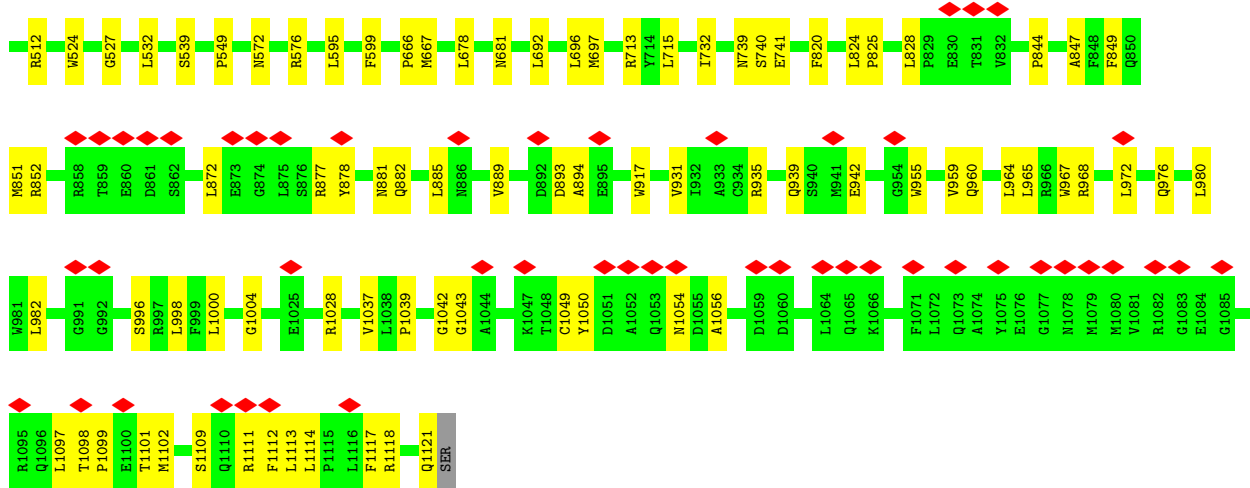 R512 W524 G527 L532 S539 P549 N572 R576 L595 F599 P666 M667 L678 N681 L692 L696 M697 R713 Y714 L715 I732 N739 S740 E741 F820 L824 P825 L828 P829 E830 T831 V832 P844 A847 F848 F849 Q850
M851 R852 R858 T859 E860 D861 S862 L872 E873 G874 L875 S876 R877 Y878 N881 Q882 L885 N886 V889 D892 D893 A894 E895 W917 V931 I932 A933 C934 R935 Q939 S940 M941 E942 G954 W955 V959 Q960 L964 L965 R966 W967 R968 L972 Q976 L980
W981 L982 G991 G992 S996 R997 L998 F999 L1000 G1004 E1025 R1028 V1037 L1038 P1039 G1042 G1043 A1044 K1047 T1048 C1049 Y1050 D1051 A1052 Q1053 N1054 D1055 A1056 D1059 D1060 L1064 Q1065 K1066 F1071 L1072 Q1073 A1074 Y1075 E1076 G1077 N1078 M1079 M1080 V1081 R1082 G1083 E1084 G1085
R1095 Q1096 L1097 T1098 P1099 E1100 T1101 M1102 S1109 Q1110 R1111 F1112 L1113 L1114 P1115 L1116 F1117 R1118 Q1121 SER